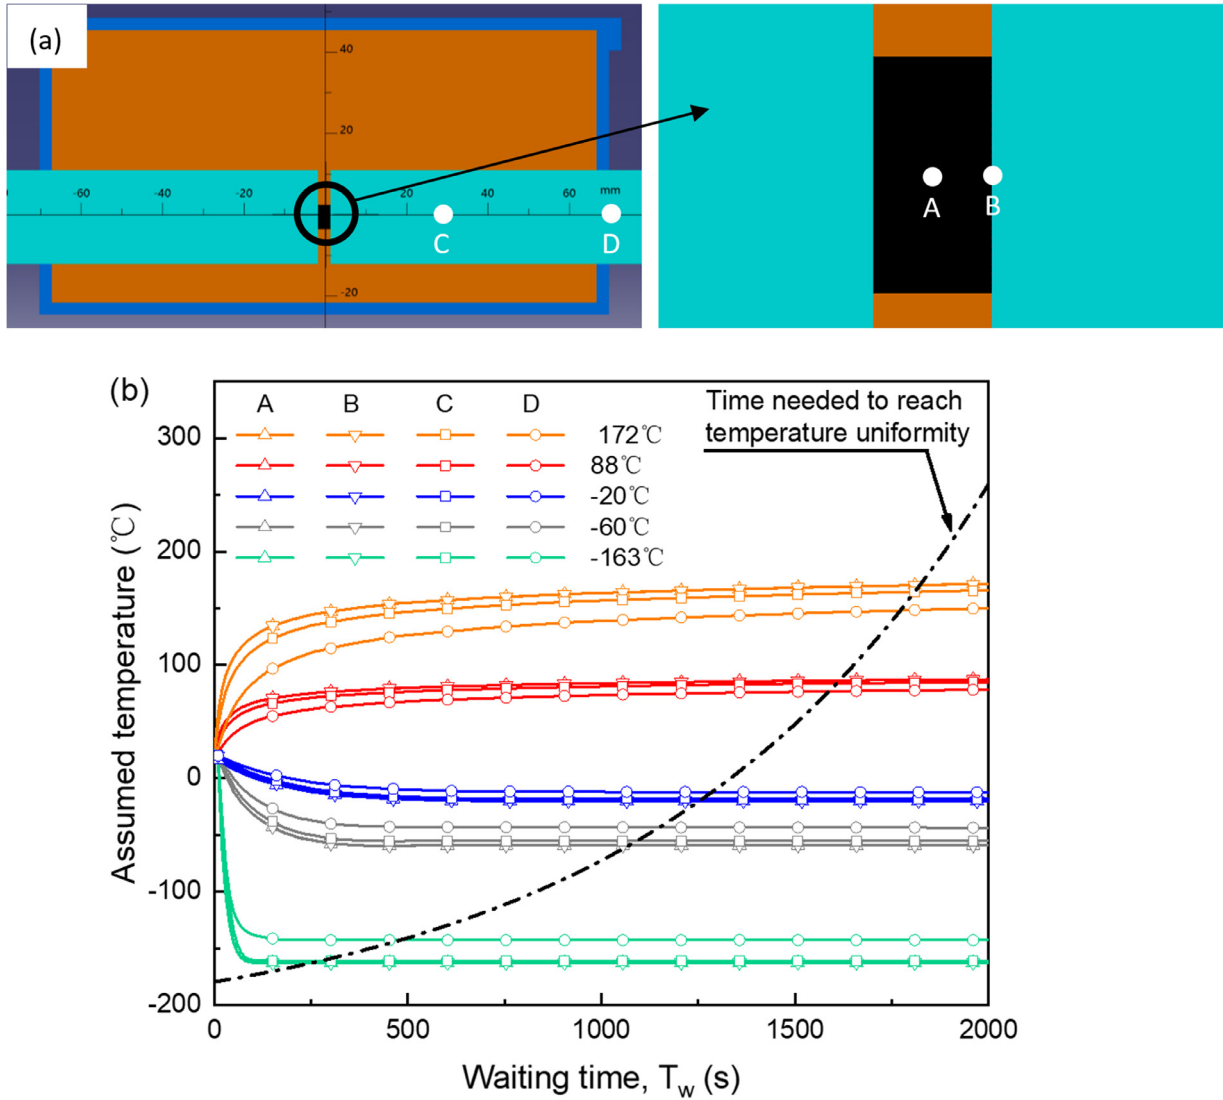 (a)
40
20
-60
-40
-20
20
40
60
mm
-20
C
D
A
B
(b)
A
B
C
D
172℃
88℃
-20℃
-60℃
-163℃
Time needed to reach
temperature uniformity
Assumed temperature (℃)
300
200
100
0
-100
-200
0
500
1000
1500
2000
Waiting time, Tw (s)